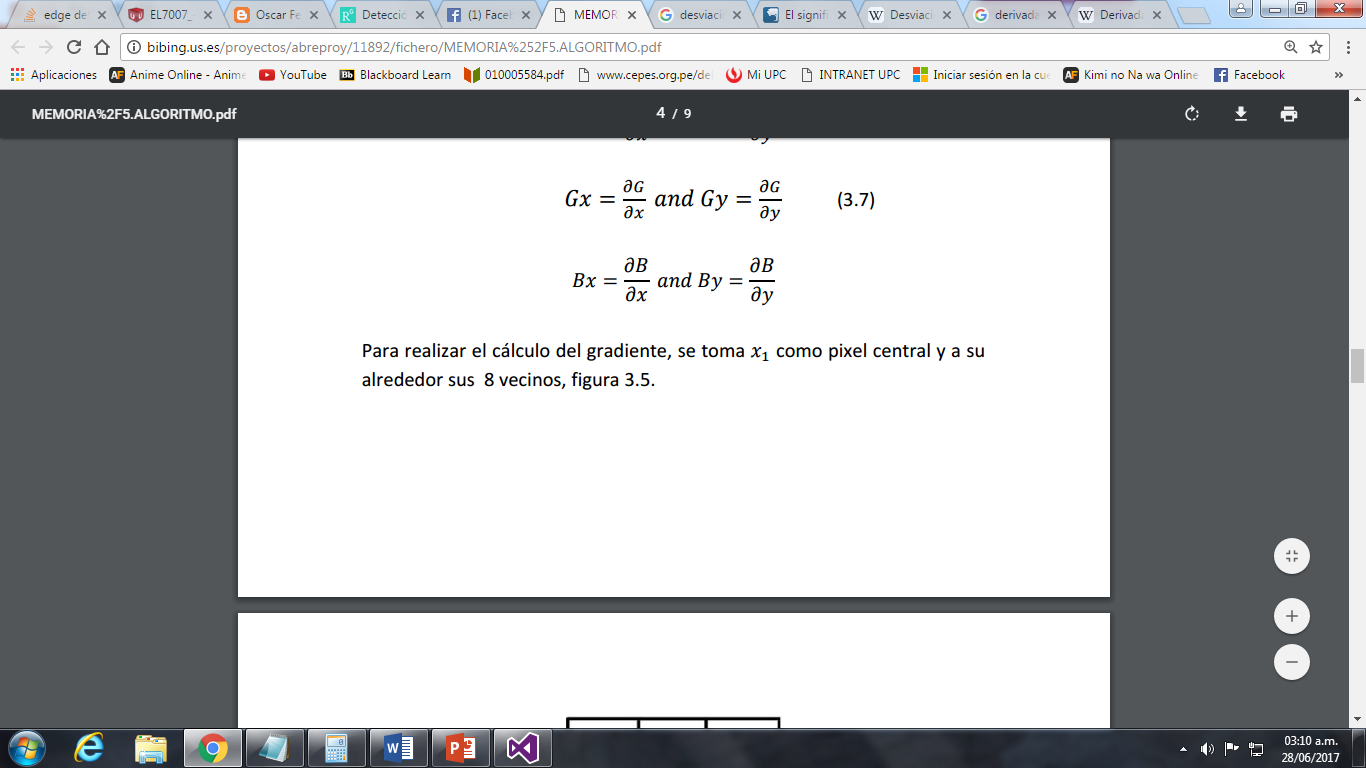 edge de
EL7007_
Oscar Fe
Detecció
(1) Faceb
MEMOR
desviacin
El signifi
Desviaci
derivada
Derivada
bibing.us.es/proyectos/abreproy/11892/fichero/MEMORIA%252F5.ALGORITMO.pdf
Aplicaciones
Anime Online - Anime
YouTube
Bb Blackboard Learn
010005584.pdf
www.cepes.org.pe/de
Mi UPC
INTRANET UPC
Iniciar sesión en la cue
Kimi no Na wa Online
Facebook
»
MEMORIA%2F5.ALGORITMO.pdf
4 / 9
Gx = ∂G/∂x and Gy = ∂G/∂y (3.7)
Bx = ∂B/∂x and By = ∂B/∂y
Para realizar el cálculo del gradiente, se toma x₁ como pixel central y a su
alrededor sus 8 vecinos, figura 3.5.
03:10 a.m.
28/06/2017